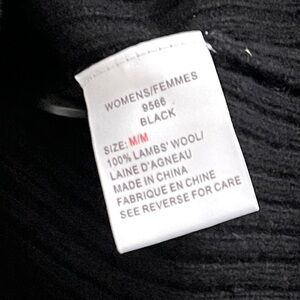 WOMENS/FEMMES
9566
BLACK
SIZE: M/M
100% LAMBS' WOOL/
LAINE D'AGNEAU
MADE IN CHINA
FABRIQUE EN CHINE
SEE REVERSE FOR CARE